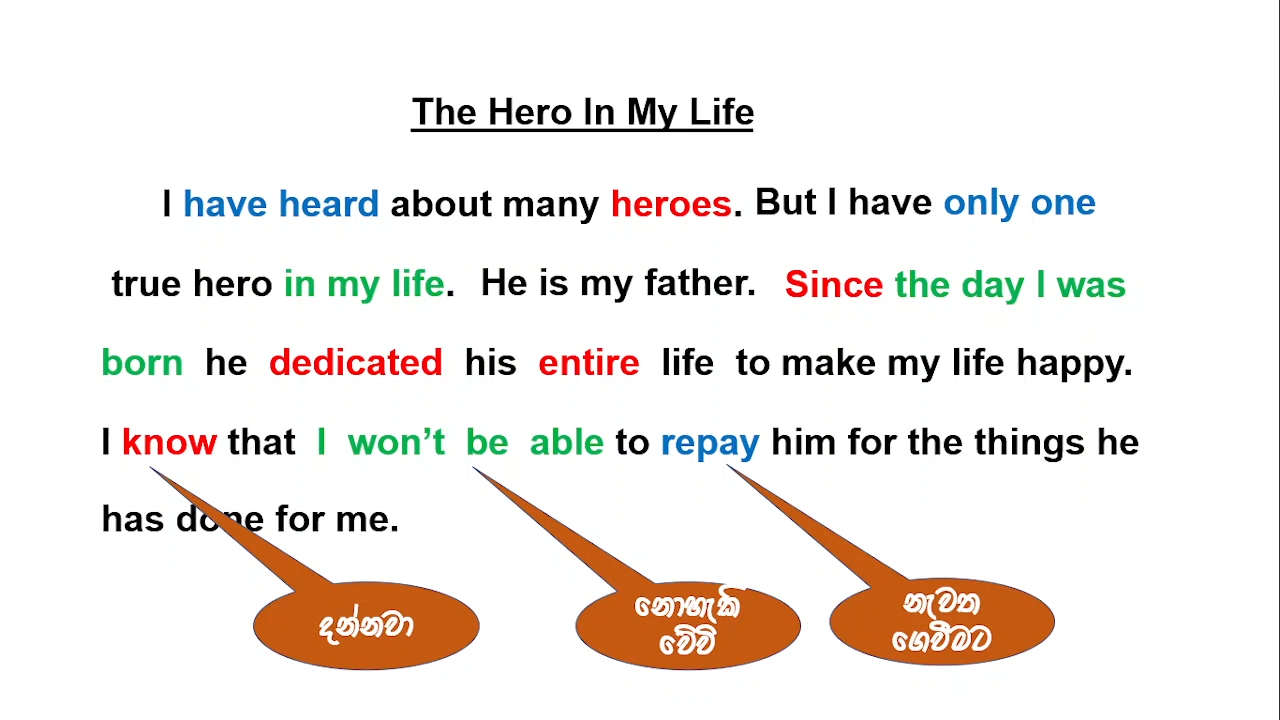 The Hero In My Life
I have heard about many heroes. But I have only one
true hero in my life. He is my father. Since the day I was
born he dedicated his entire life to make my life happy.
I know that I won’t be able to repay him for the things he
has done for me.
දන්නවා
නොහැකි
වේවි
නැවත
ගෙවීමට